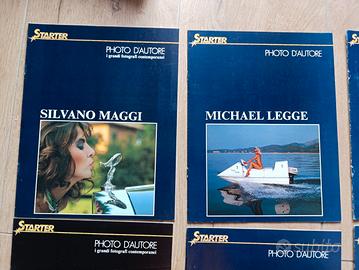 STARTER
PHOTO D'AUTORE
i grandi fotografi contemporanei
SILVANO MAGGI
STARTER
PHOTO D'AUTORE
MICHAEL LEGGE
STARTER
PHOTO D'AUTORE
i grandi fotografi contemporanei
STARTER
PHOTO D'AUTORE
subito